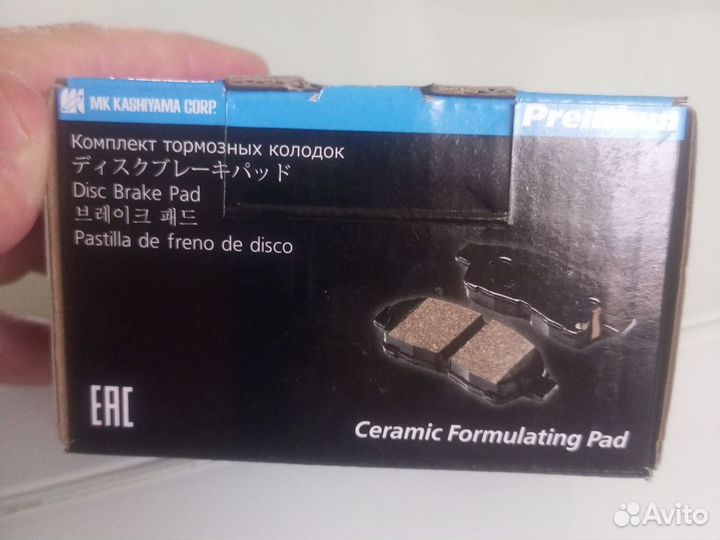 MK KASHIYAMA CORP.
Premium
Комплект тормозных колодок
ディスクブレーキパッド
Disc Brake Pad
브레이크 패드
Pastilla de freno de disco
EAC
Ceramic Formulating Pad
Avito